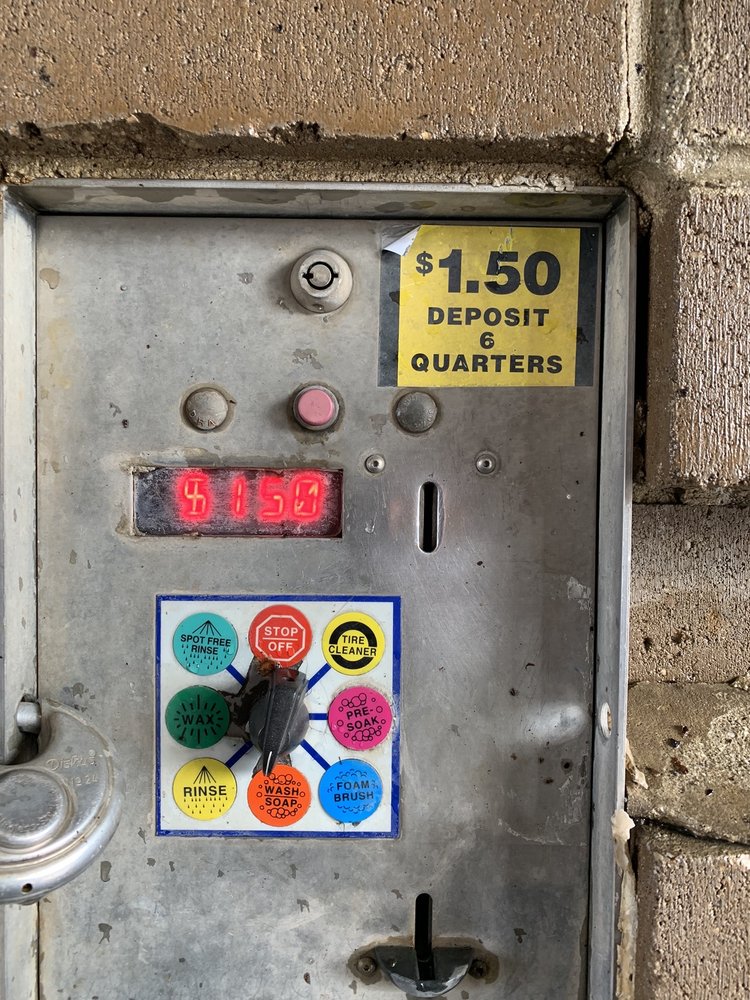 $1.50
DEPOSIT
6
QUARTERS
$150
SPOT FREE
RINSE
STOP
OFF
TIRE
CLEANER
WAX
PRE-
SOAK
RINSE
WASH
SOAP
FOAM
BRUSH